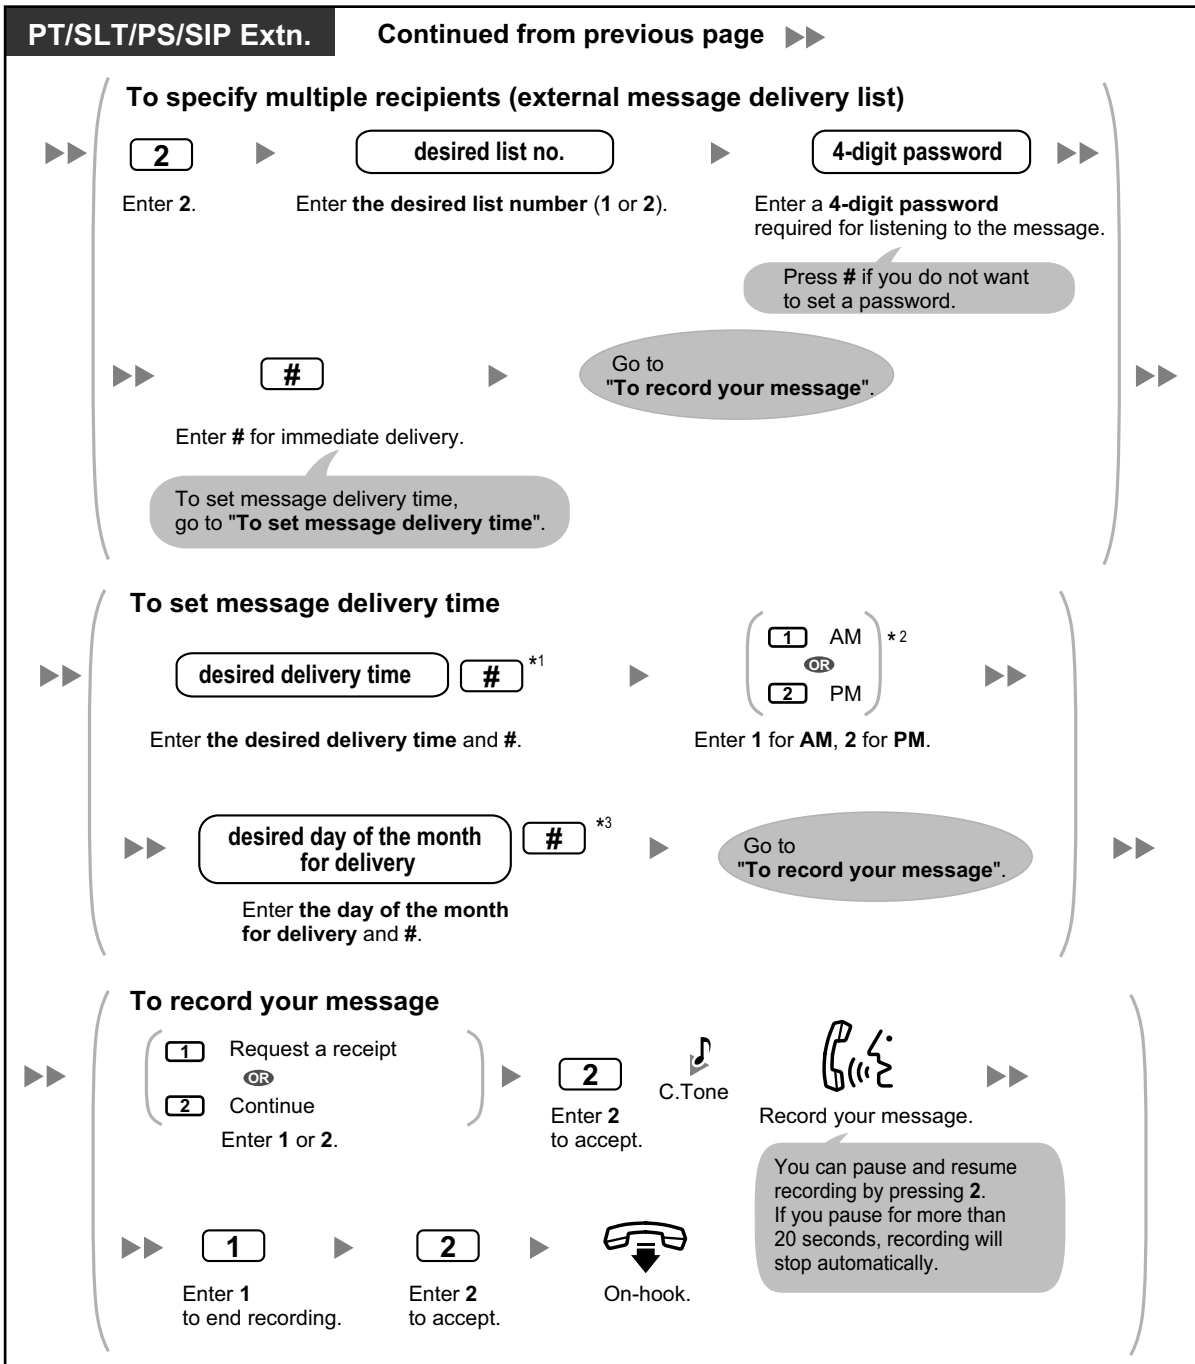 PT/SLT/PS/SIP Extn. Continued from previous page
To specify multiple recipients (external message delivery list)
2 desired list no. 4-digit password
Enter 2. Enter the desired list number (1 or 2). Enter a 4-digit password
required for listening to the message.
Press # if you do not want
to set a password.
# Go to
"To record your message".
Enter # for immediate delivery.
To set message delivery time,
go to "To set message delivery time".
To set message delivery time
desired delivery time # *1
1 AM *2
OR
2 PM
Enter the desired delivery time and #. Enter 1 for AM, 2 for PM.
desired day of the month
for delivery # *3
Go to
"To record your message".
Enter the day of the month
for delivery and #.
To record your message
1 Request a receipt
OR
2 Continue
Enter 1 or 2.
2
Enter 2
to accept.
C.Tone
Record your message.
You can pause and resume
recording by pressing 2.
If you pause for more than
20 seconds, recording will
stop automatically.
1
Enter 1
to end recording.
2
Enter 2
to accept.
On-hook.